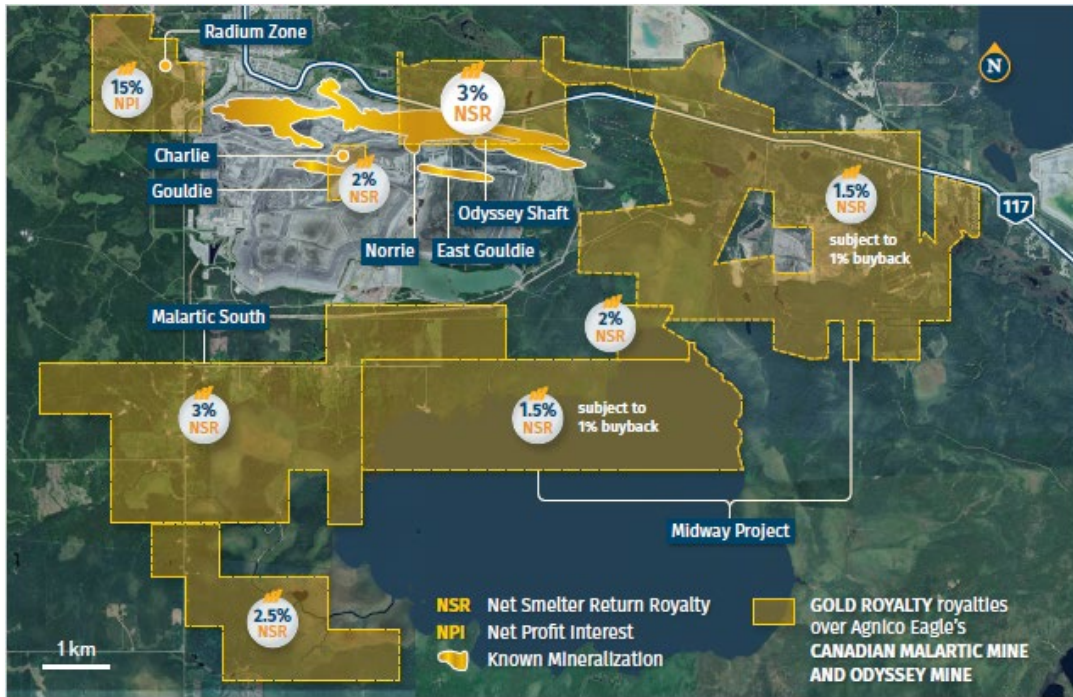 Radium Zone
15%
NPI
3%
NSR
N
Charlie
Gouldie
2%
NSR
Odyssey Shaft
Norrie
East Gouldie
1.5%
NSR
subject to
1% buyback
117
Malartic South
2%
NSR
3%
NSR
1.5%
NSR
subject to
1% buyback
Midway Project
2.5%
NSR
1 km
NSR Net Smelter Return Royalty
NPI Net Profit Interest
Known Mineralization
GOLD ROYALTY royalties
over Agnico Eagle's
CANADIAN MALARTIC MINE
AND ODYSSEY MINE